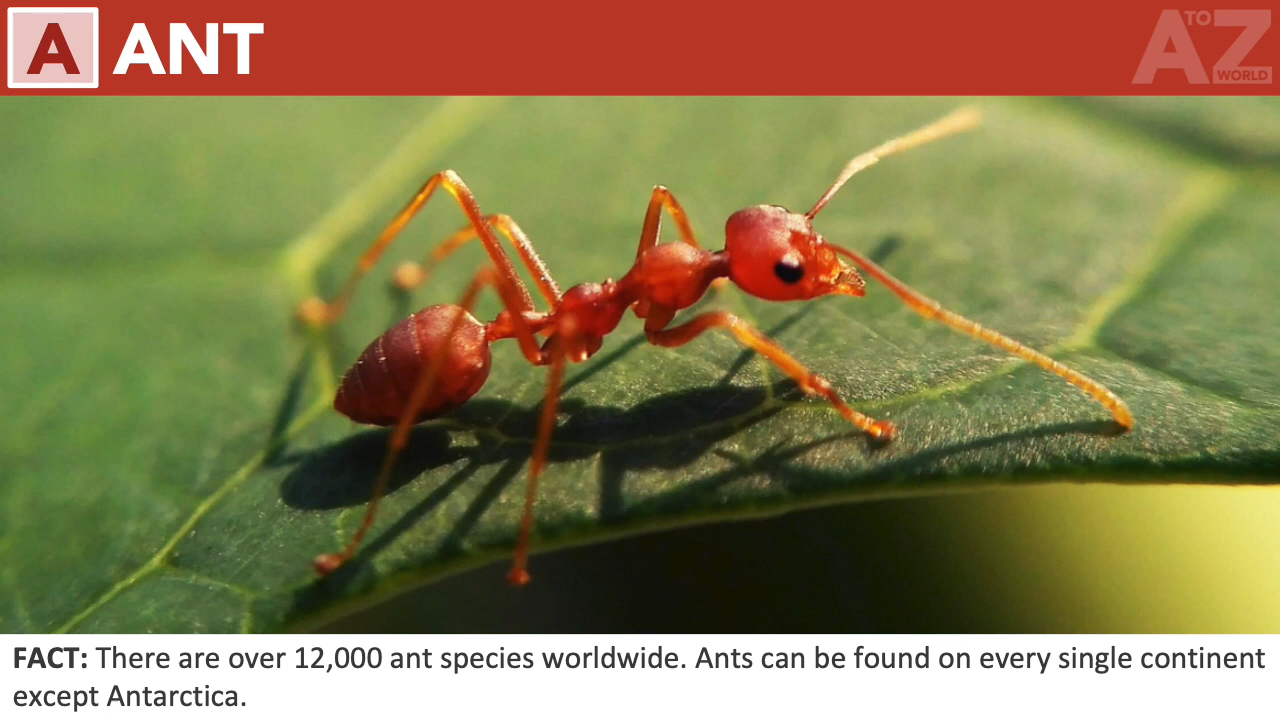 A ANT
A TO Z
WORLD
FACT: There are over 12,000 ant species worldwide. Ants can be found on every single continent
except Antarctica.